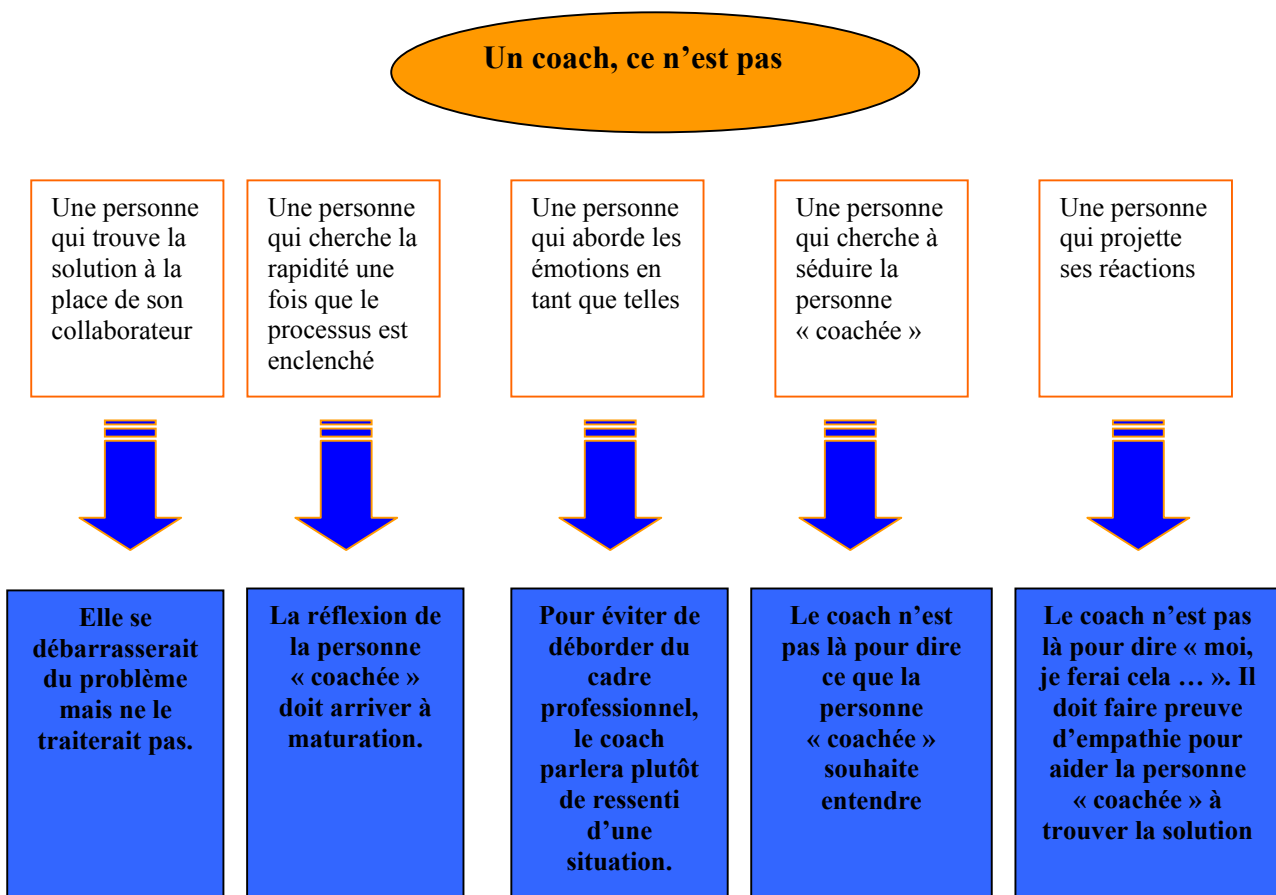 Un coach, ce n’est pas
Une personne
qui trouve la
solution à la
place de son
collaborateur
Une personne
qui cherche la
rapidité une
fois que le
processus est
enclenché
Une personne
qui aborde les
émotions en
tant que telles
Une personne
qui cherche à
séduire la
personne
« coachée »
Une personne
qui projette
ses réactions
Elle se
débarrasserait
du problème
mais ne le
traiterait pas.
La réflexion de
la personne
« coachée »
doit arriver à
maturation.
Pour éviter de
déborder du
cadre
professionnel,
le coach
parlera plutôt
de ressenti
d’une
situation.
Le coach n’est
pas là pour dire
ce que la
personne
« coachée »
souhaite
entendre
Le coach n’est pas
là pour dire « moi,
je ferai cela … ». Il
doit faire preuve
d’empathie pour
aider la personne
« coachée » à
trouver la solution